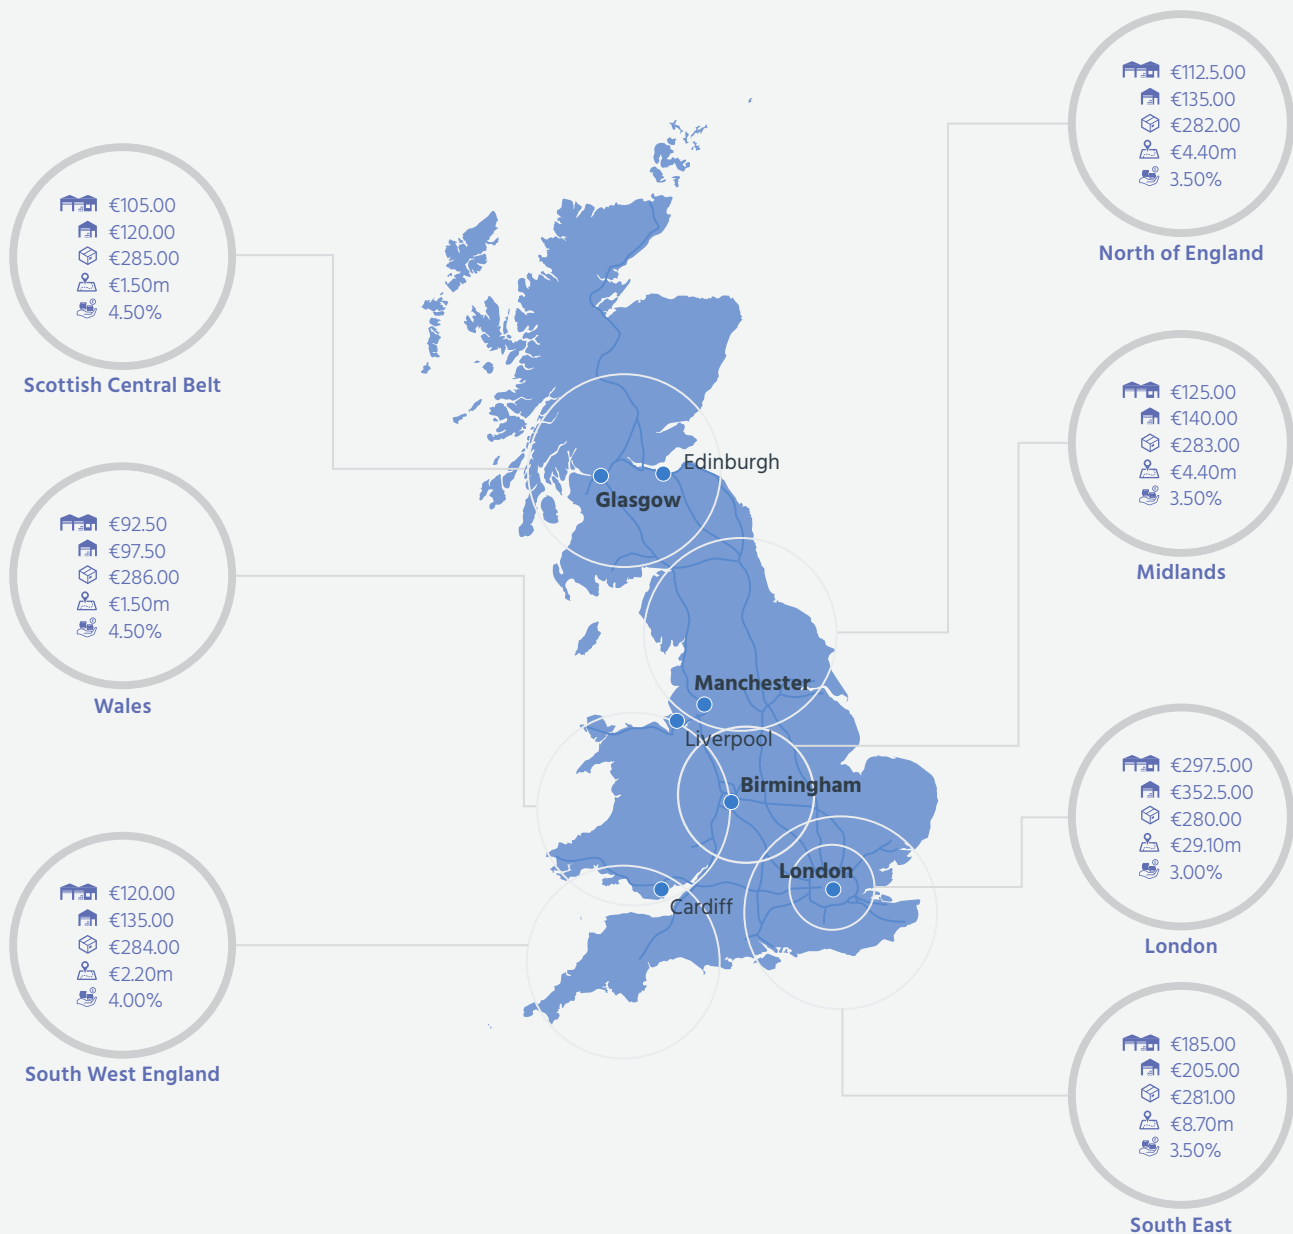 €105.00
€120.00
€285.00
€1.50m
4.50%
Scottish Central Belt
€92.50
€97.50
€286.00
€1.50m
4.50%
Wales
€120.00
€135.00
€284.00
€2.20m
4.00%
South West England
Edinburgh
Glasgow
Manchester
Liverpool
Birmingham
London
Cardiff
€112.5.00
€135.00
€282.00
€4.40m
3.50%
North of England
€125.00
€140.00
€283.00
€4.40m
3.50%
Midlands
€297.5.00
€352.5.00
€280.00
€29.10m
3.00%
London
€185.00
€205.00
€281.00
€8.70m
3.50%
South East